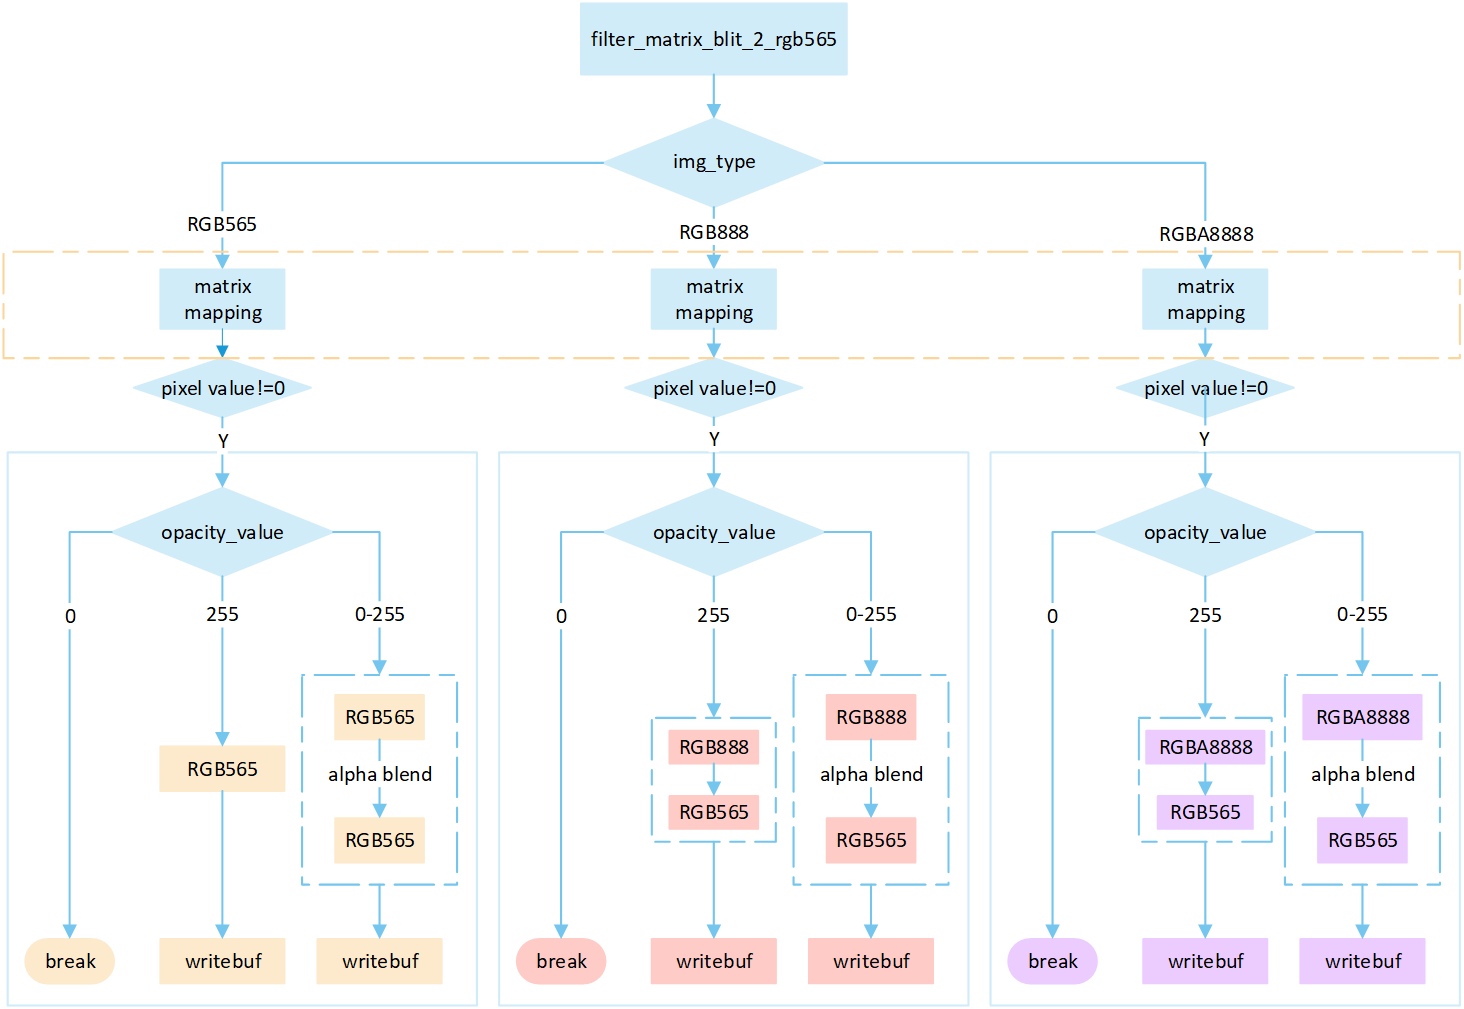 filter_matrix_blit_2_rgb565
img_type
RGB565
RGB888
RGBA8888
matrix
mapping
matrix
mapping
matrix
mapping
pixel value!=0
pixel value!=0
pixel value!=0
Y
Y
Y
opacity_value
0
255
0-255
RGB565
RGB565
alpha blend
RGB565
break
writebuf
writebuf
opacity_value
0
255
0-255
RGB888
RGB565
RGB888
alpha blend
RGB565
break
writebuf
writebuf
opacity_value
0
255
0-255
RGBA8888
RGB565
RGBA8888
alpha blend
RGB565
break
writebuf
writebuf